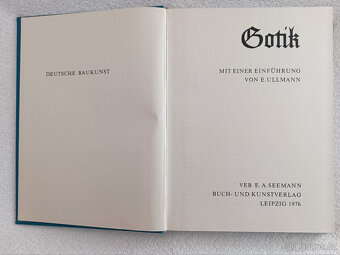 DEUTSCHE BAUKUNST
Gotik
MIT EINER EINFÜHRUNG
VON E. ULLMANN
VEB E. A. SEEMANN
BUCH- UND KUNSTVERLAG
LEIPZIG 1976